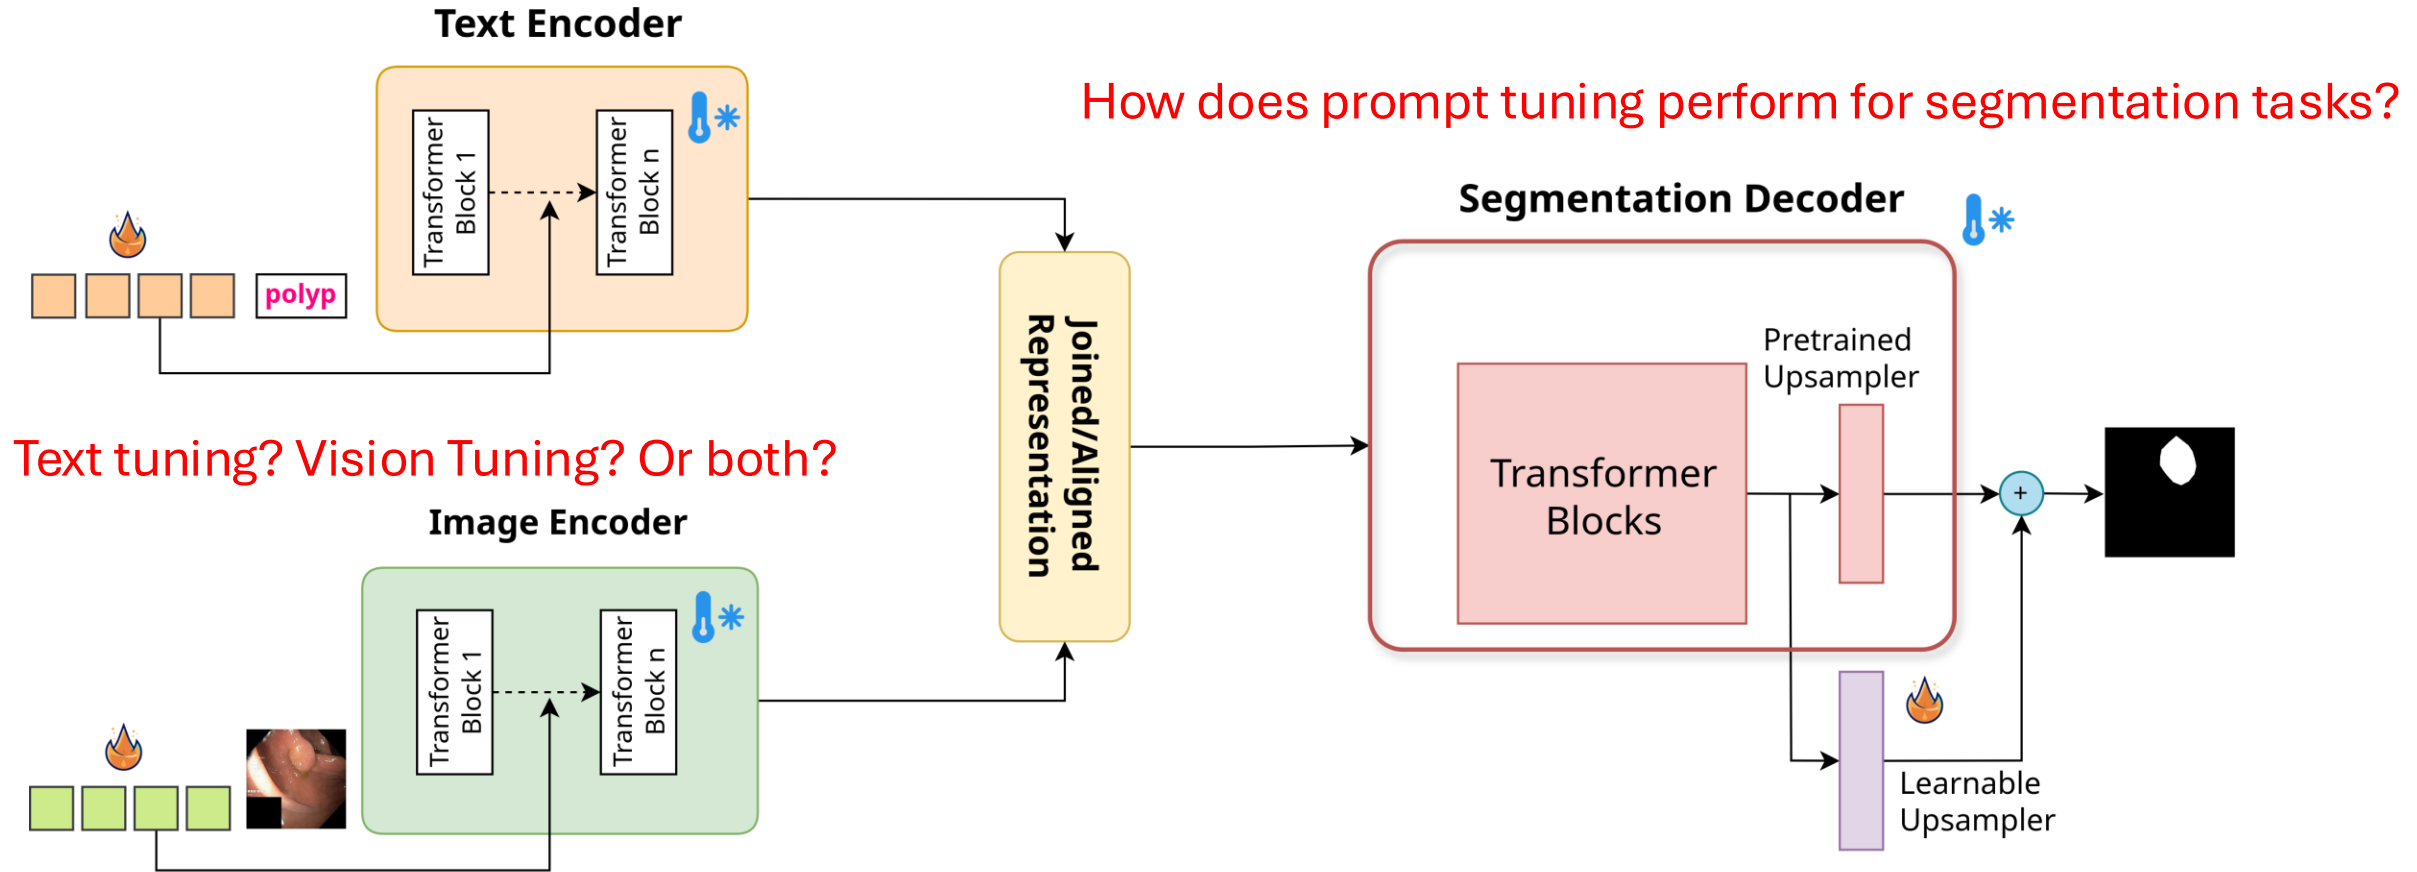 Text Encoder
Transformer
Block 1
Transformer
Block n
polyp
How does prompt tuning perform for segmentation tasks?
Text tuning? Vision Tuning? Or both?
Image Encoder
Transformer
Block 1
Transformer
Block n
Joined/Aligned
Representation
Segmentation Decoder
Transformer
Blocks
Pretrained
Upsampler
+
Learnable
Upsampler